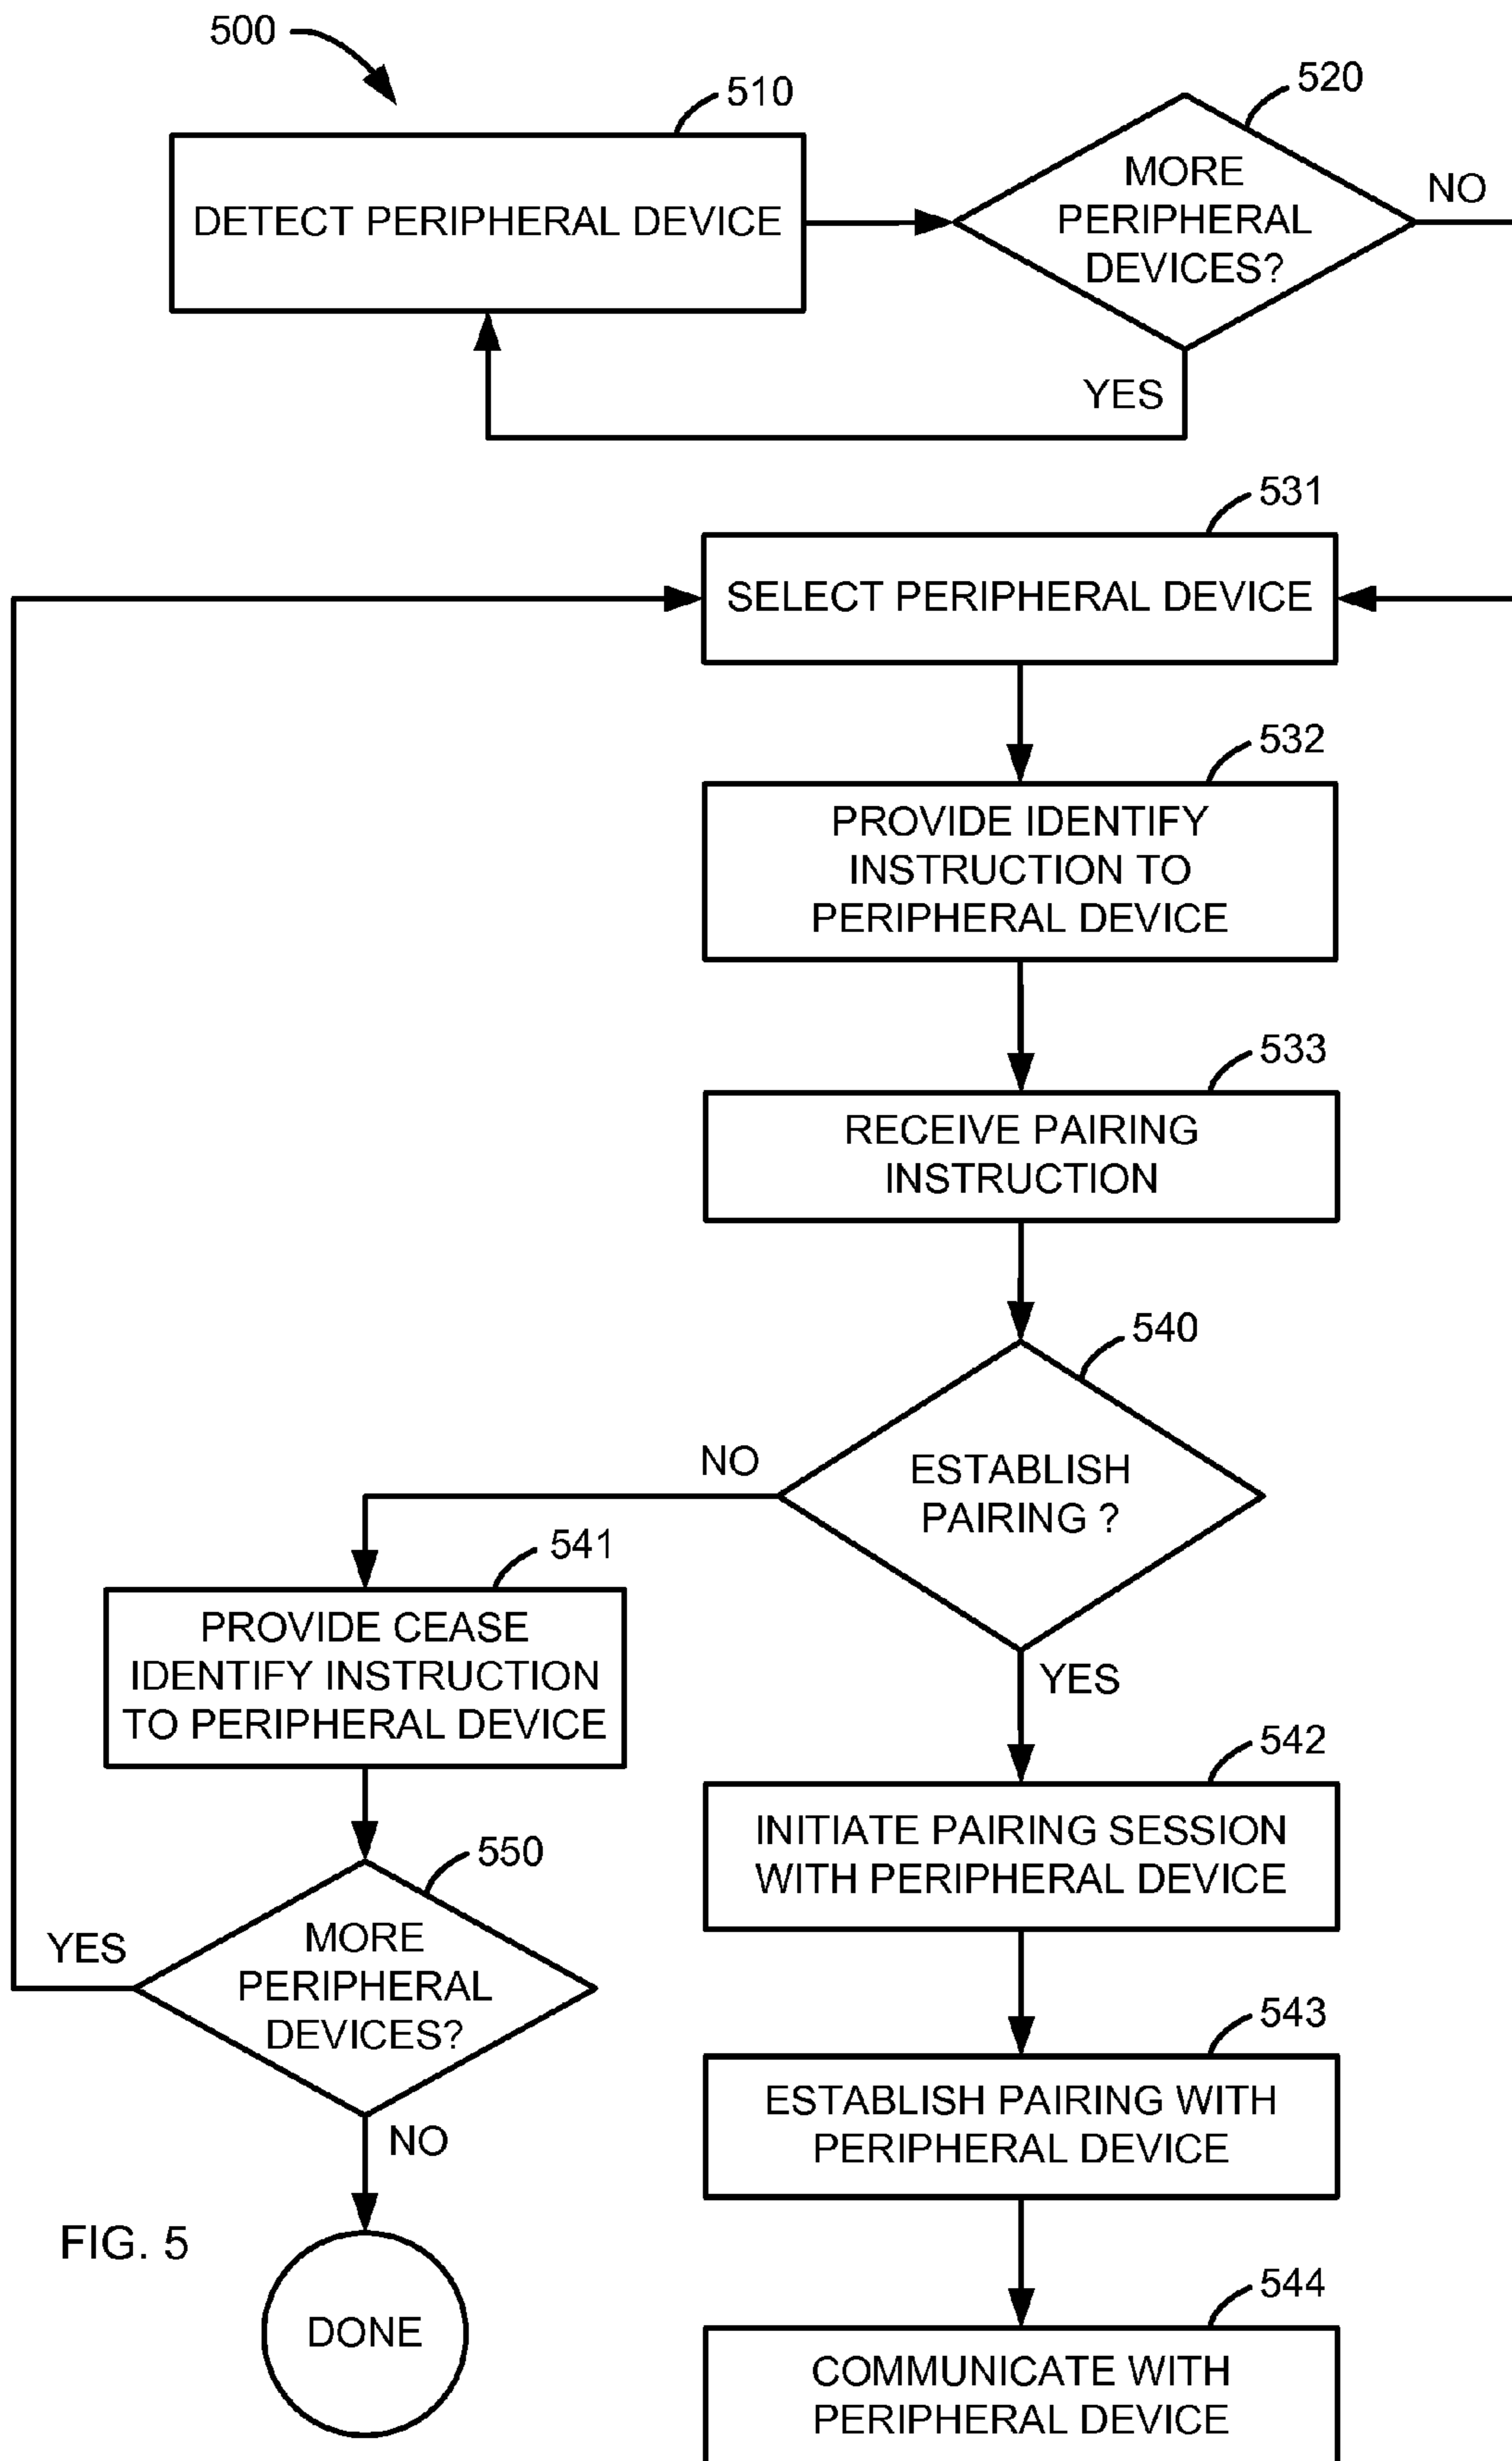 500
510
DETECT PERIPHERAL DEVICE
520
MORE
PERIPHERAL
DEVICES?
NO
YES
531
SELECT PERIPHERAL DEVICE
532
PROVIDE IDENTIFY
INSTRUCTION TO
PERIPHERAL DEVICE
533
RECEIVE PAIRING
INSTRUCTION
540
ESTABLISH
PAIRING ?
NO
YES
541
PROVIDE CEASE
IDENTIFY INSTRUCTION
TO PERIPHERAL DEVICE
542
INITIATE PAIRING SESSION
WITH PERIPHERAL DEVICE
550
MORE
PERIPHERAL
DEVICES?
YES
NO
543
ESTABLISH PAIRING WITH
PERIPHERAL DEVICE
FIG. 5
DONE
544
COMMUNICATE WITH
PERIPHERAL DEVICE